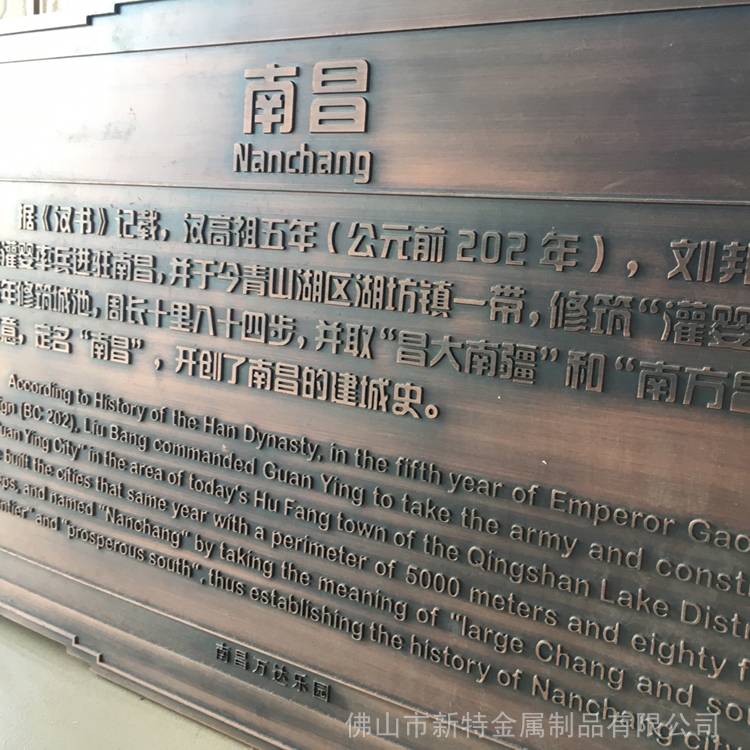 南昌
Nanchang
据《汉书》记载，汉高祖五年（公元前202年），刘邦
灌婴率兵进驻南昌，并于今青山湖区湖坊镇一带，修筑“灌婴
年修筑城池，周长十里八十四步，并取“昌大南疆”和“南方昌
意，定名“南昌”，开创了南昌的建城史。
According to History of the Han Dynasty, in the fifth year of Emperor Gao
(BC 202), Liu Bang commanded Guan Ying to take the army and
Ying City" in the area of today's Hu Fang town of the Qingshan Lake
built the cities that same year with a perimeter of 5000 meters and eighty
and named "Nanchang" by taking the meaning of "large Chang and
and "prosperous south", thus establishing the history of Nanchang city
南昌万达乐园
佛山市新特金属制品有限公司